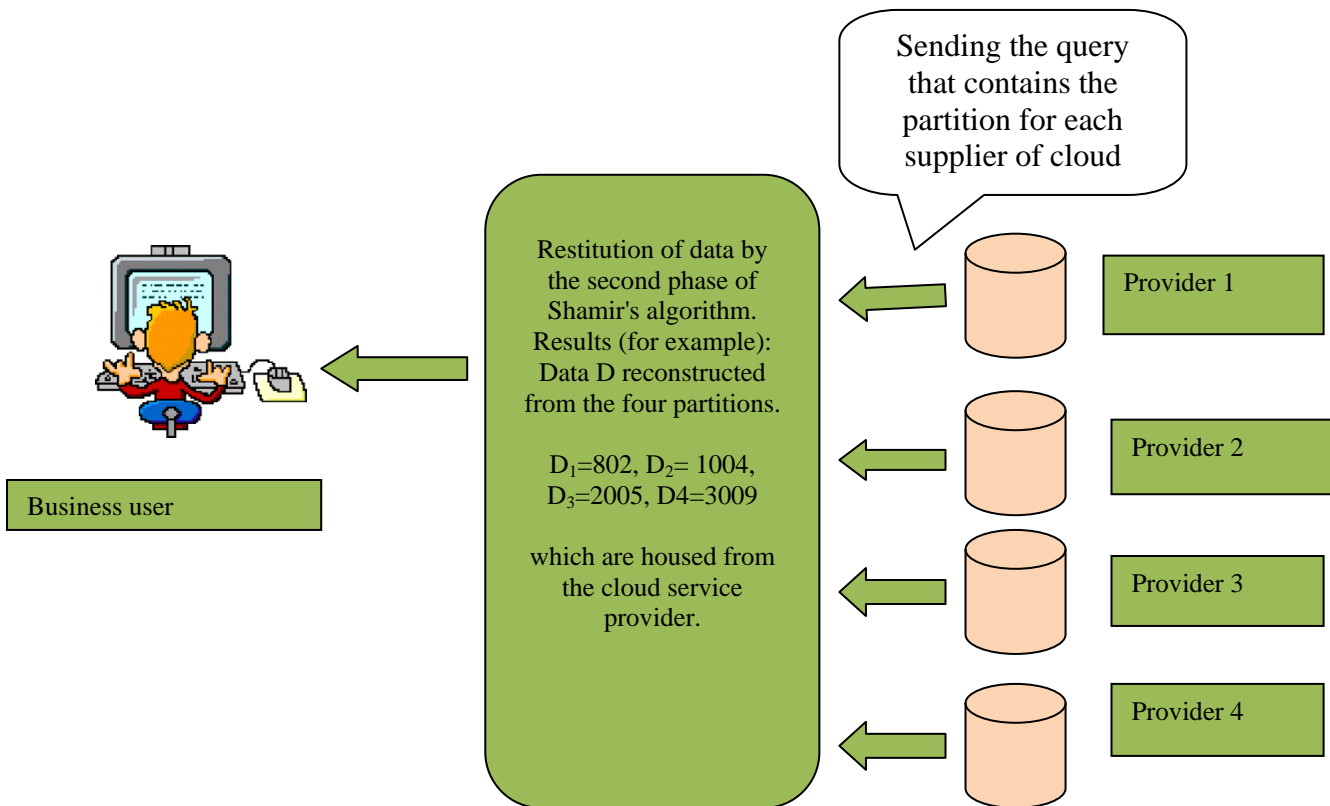 Sending the query
that contains the
partition for each
supplier of cloud
Restitution of data by
the second phase of
Shamir's algorithm.
Results (for example):
Data D reconstructed
from the four partitions.
D₁=802, D₂= 1004,
D₃=2005, D4=3009
which are housed from
the cloud service
provider.
Business user
Provider 1
Provider 2
Provider 3
Provider 4